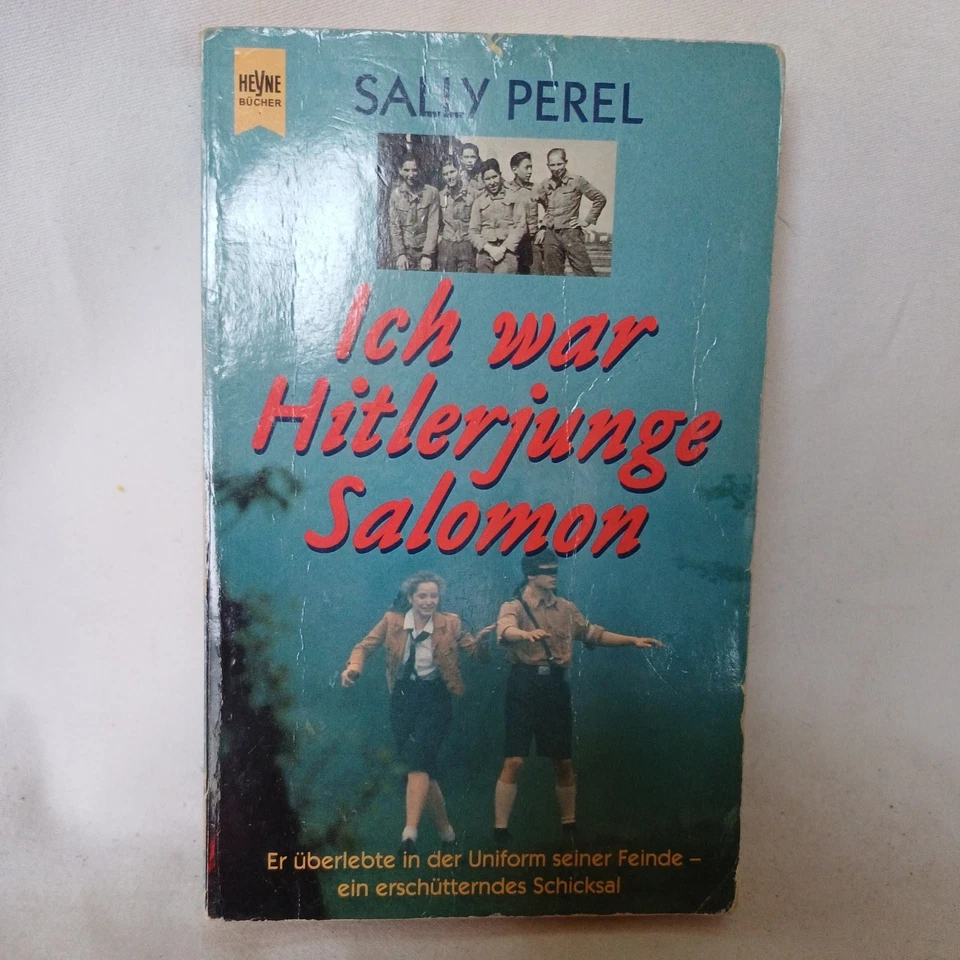 HEYNE
BÜCHER
SALLY PEREL
Ich war
Hitlerjunge
Salomon
Er überlebte in der Uniform seiner Feinde –
ein erschütterndes Schicksal